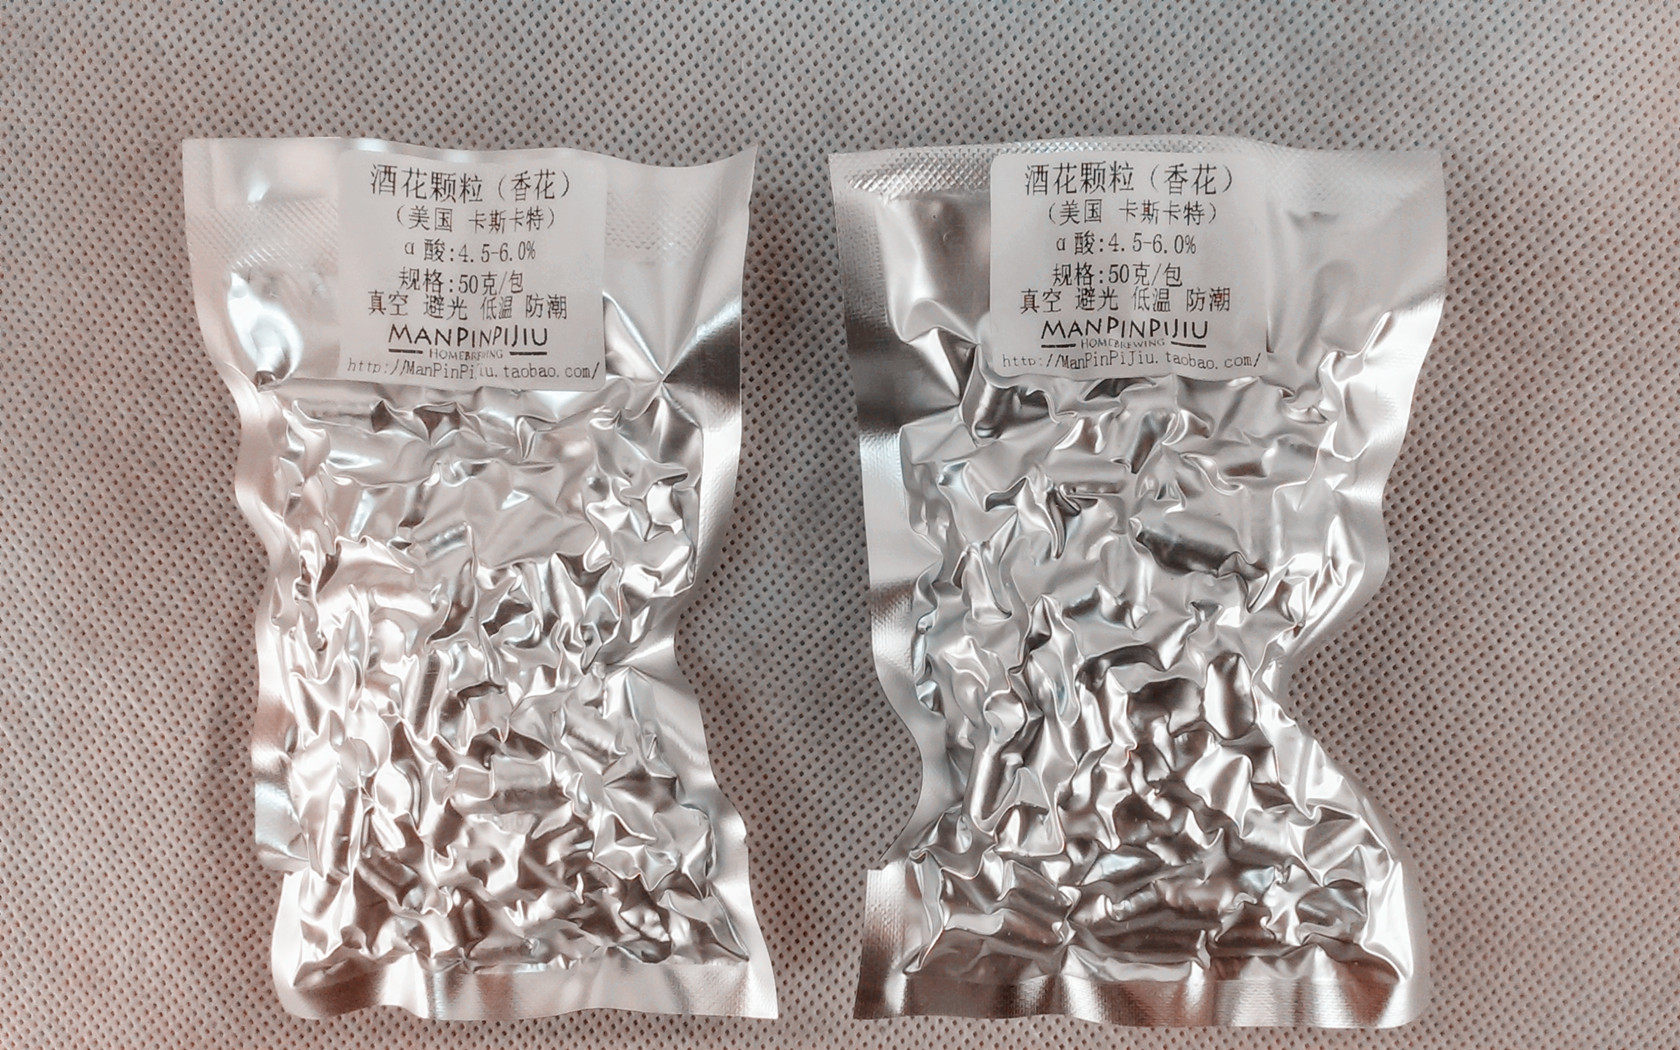 酒花颗粒（香花）
（美国 卡斯卡特）
α酸:4.5-6.0%
规格:50克/包
真空 避光 低温 防潮
MANPINPIJIU
HOMEBREWING
http://ManPinPiJiu.taobao.com/
酒花颗粒（香花）
（美国 卡斯卡特）
α酸:4.5-6.0%
规格:50克/包
真空 避光 低温 防潮
MANPINPIJIU
HOMEBREWING
http://ManPinPiJiu.taobao.com/